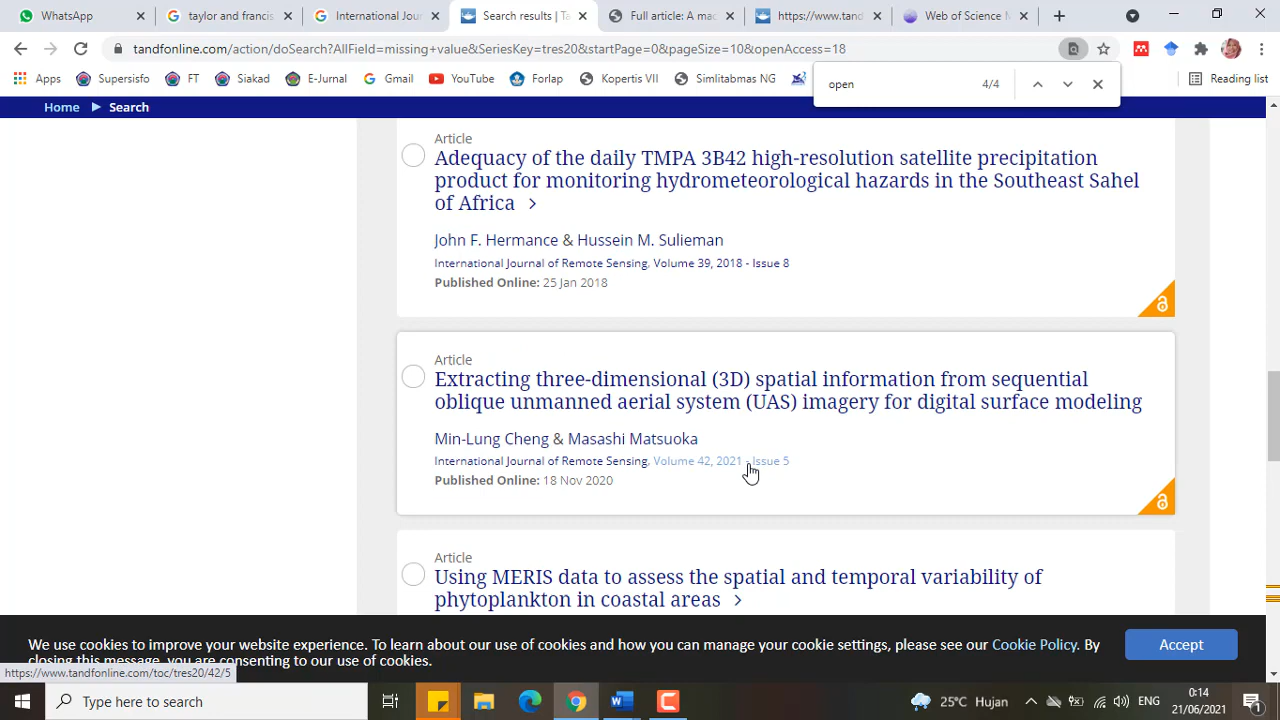 WhatsApp
taylor and francis
International Jour
Search results | Ta
Full article: A mac
https://www.tand
Web of Science M
tandfonline.com/action/doSearch?AllField=missing+value&SeriesKey=tres20&startPage=0&pageSize=10&openAccess=18
Apps
Supersisfo
FT
Siakad
E-Jurnal
Gmail
YouTube
Forlap
Kopertis VII
Simlitabmas NG
Reading list
open
4/4
Home
Search
Article
Adequacy of the daily TMPA 3B42 high-resolution satellite precipitation
product for monitoring hydrometeorological hazards in the Southeast Sahel
of Africa
John F. Hermance & Hussein M. Sulieman
International Journal of Remote Sensing, Volume 39, 2018 - Issue 8
Published Online: 25 Jan 2018
Article
Extracting three-dimensional (3D) spatial information from sequential
oblique unmanned aerial system (UAS) imagery for digital surface modeling
Min-Lung Cheng & Masashi Matsuoka
International Journal of Remote Sensing, Volume 42, 2021 - Issue 5
Published Online: 18 Nov 2020
Article
Using MERIS data to assess the spatial and temporal variability of
phytoplankton in coastal areas
We use cookies to improve your website experience. To learn about our use of cookies and how you can manage your cookie settings, please see our Cookie Policy. By
closing this message, you are consenting to our use of cookies.
Accept
https://www.tandfonline.com/toc/tres20/42/5
Type here to search
25°C Hujan
ENG
0:14
21/06/2021
1